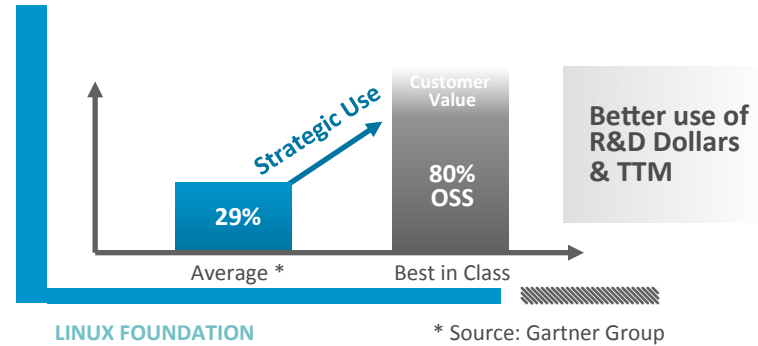 Customer
Value
Strategic Use
Better use of
R&D Dollars
& TTM
80%
OSS
29%
Average *
Best in Class
LINUX FOUNDATION
* Source: Gartner Group